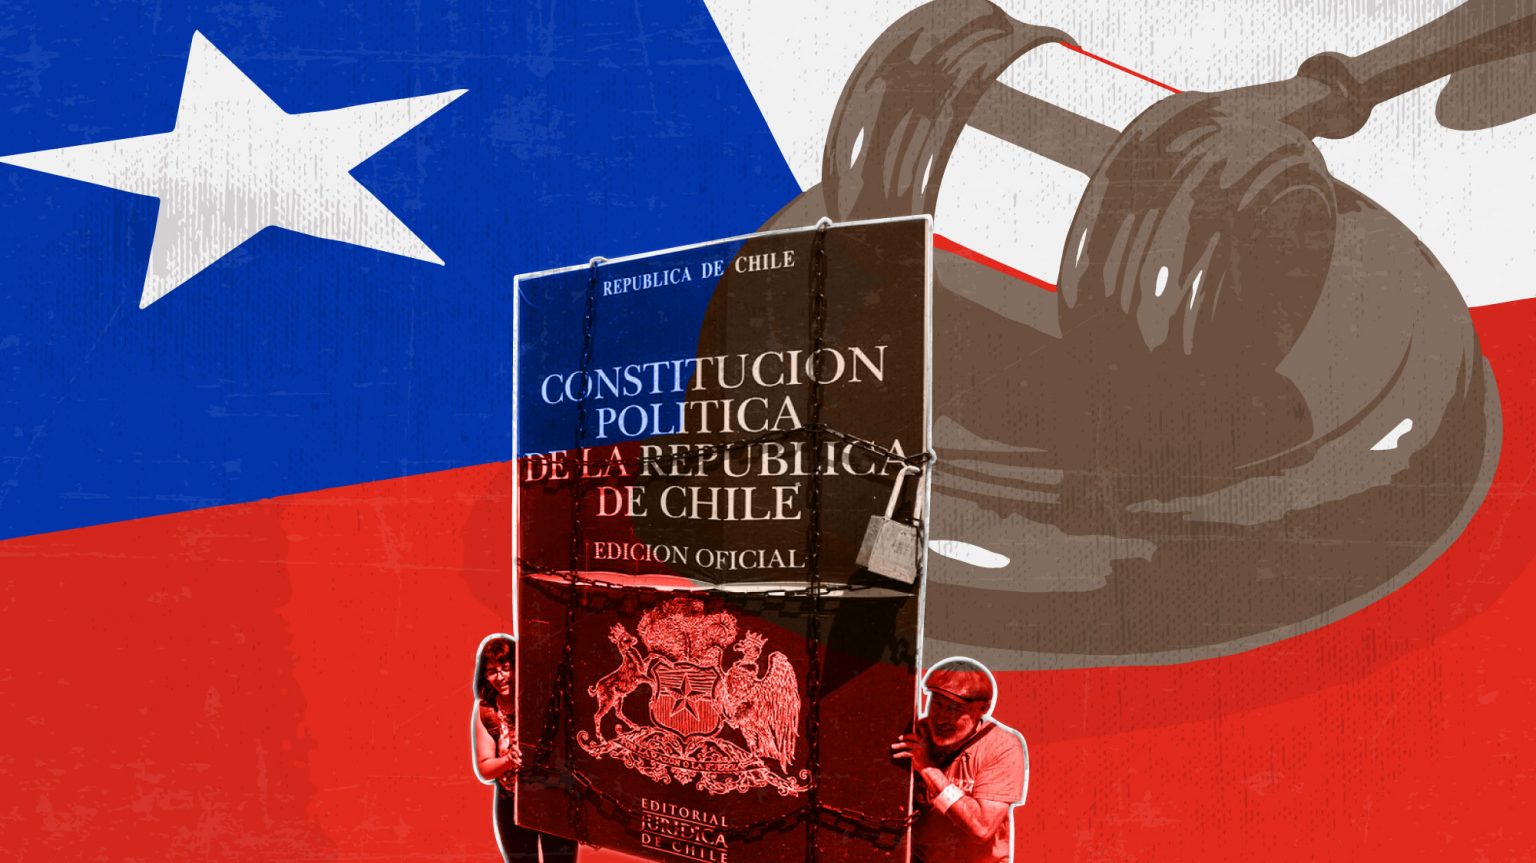 REPUBLICA DE CHILE
CONSTITUCION
POLITICA
DE LA REPUBLICA
DE CHILE
EDICION OFICIAL
EDITORIAL
JURIDICA
DE CHILE